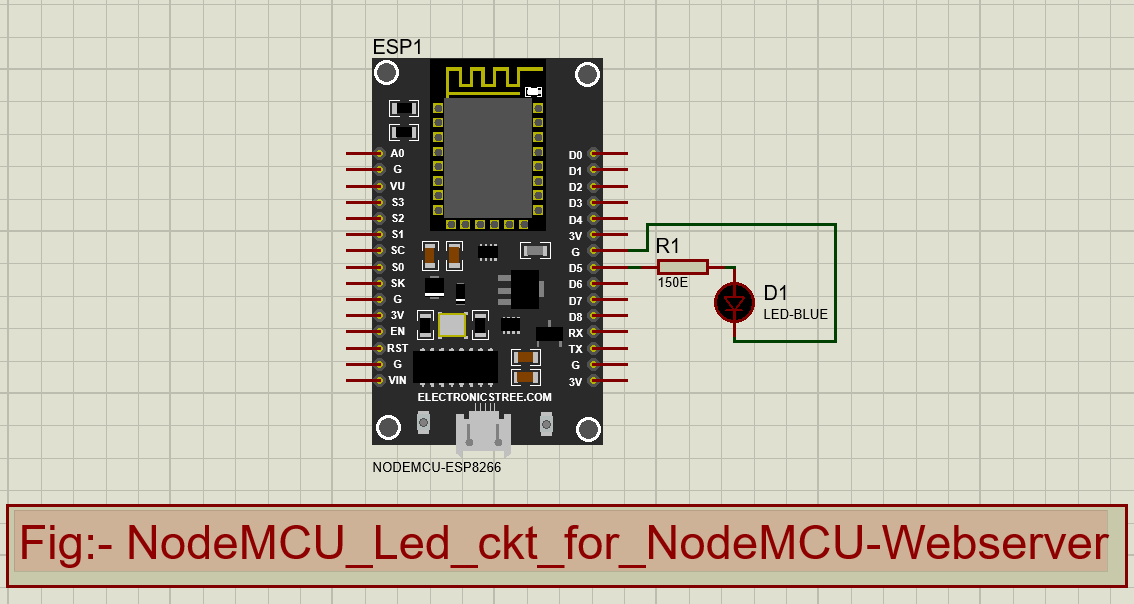 ESP1
A0
G
VU
S3
S2
S1
SC
S0
SK
G
3V
EN
RST
G
VIN
D0
D1
D2
D3
D4
3V
G
D5
D6
D7
D8
RX
TX
G
3V
R1
150E
D1
LED-BLUE
ELECTRONICSTREE.COM
NODEMCU-ESP8266
Fig:- NodeMCU_Led_ckt_for_NodeMCU-Webserver